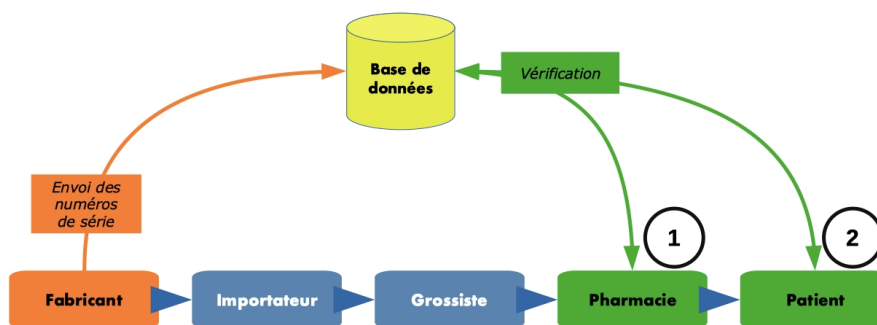 Base de
données
Vérification
Envoi des
numéros
de série
1
2
Fabricant
Importateur
Grossiste
Pharmacie
Patient